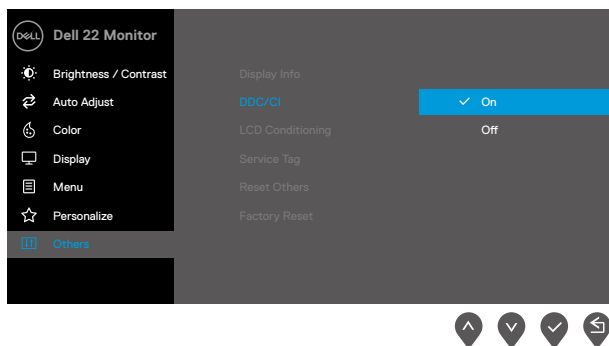 DELL Dell 22 Monitor
Brightness / Contrast
Auto Adjust
Color
Display
Menu
Personalize
Others
Display Info
DDC/CI
LCD Conditioning
Service Tag
Reset Others
Factory Reset
On
Off